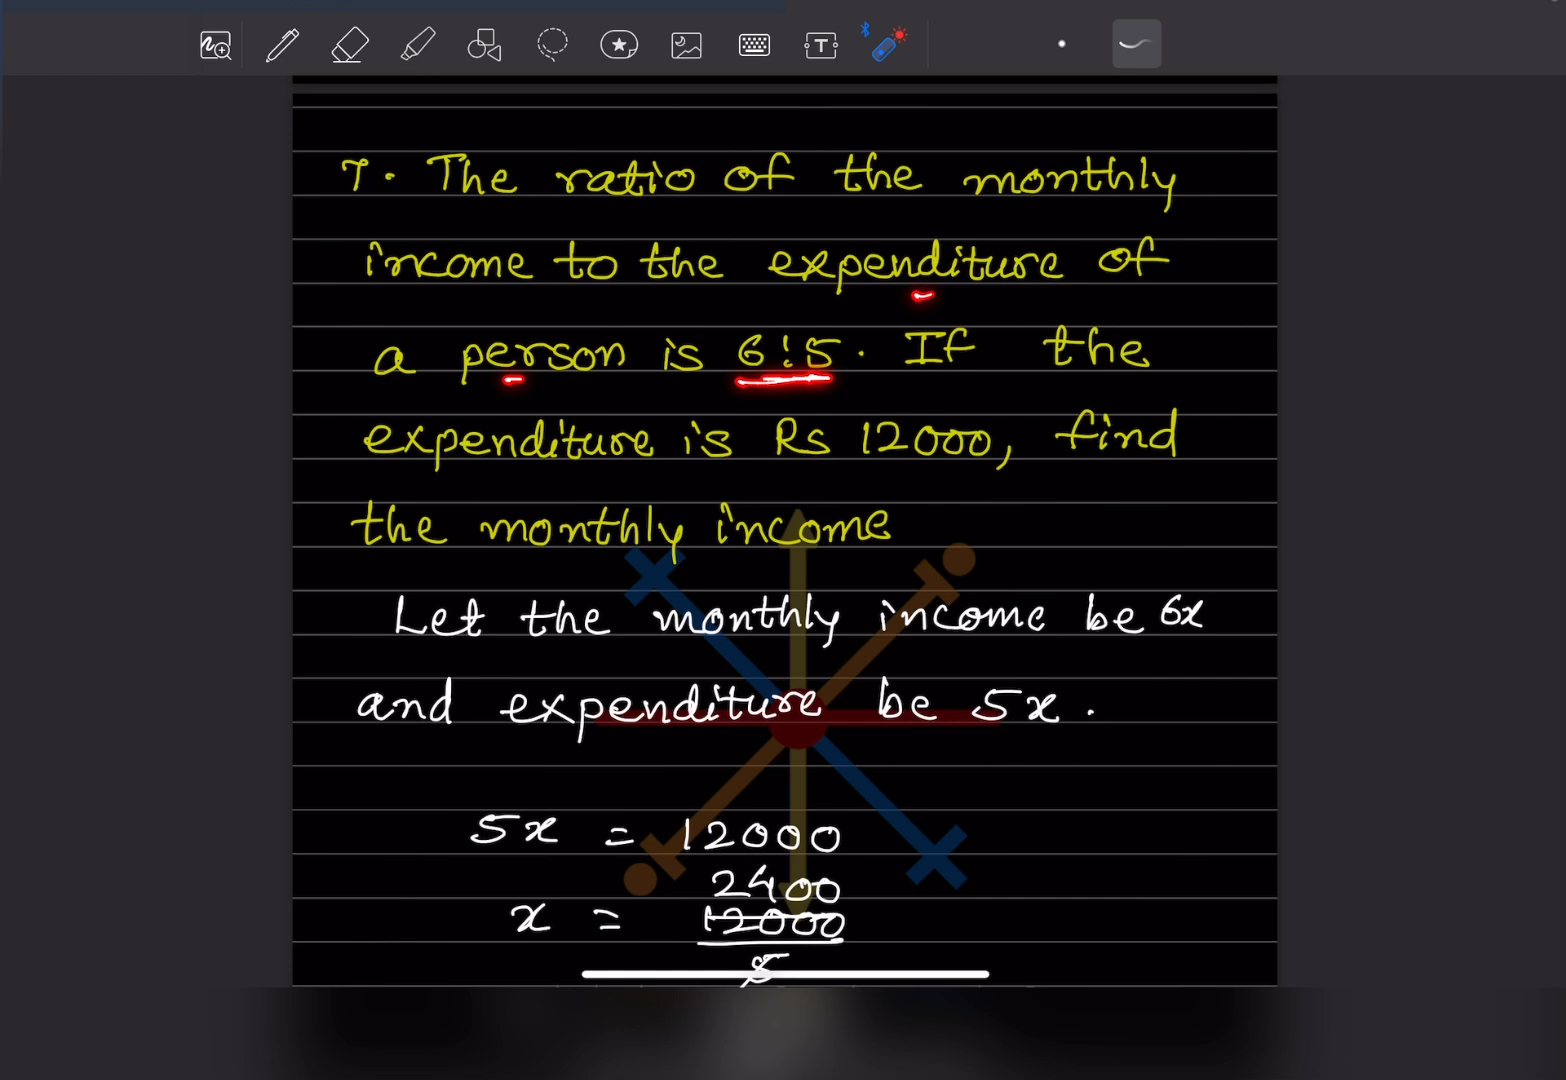 7. The ratio of the monthly
income to the expenditure of
a person is 6:5. If the
expenditure is Rs 12000, find
the monthly income
Let the monthly income be 6x
and expenditure be 5x.
5x = 12000
2400
x = 12000
5